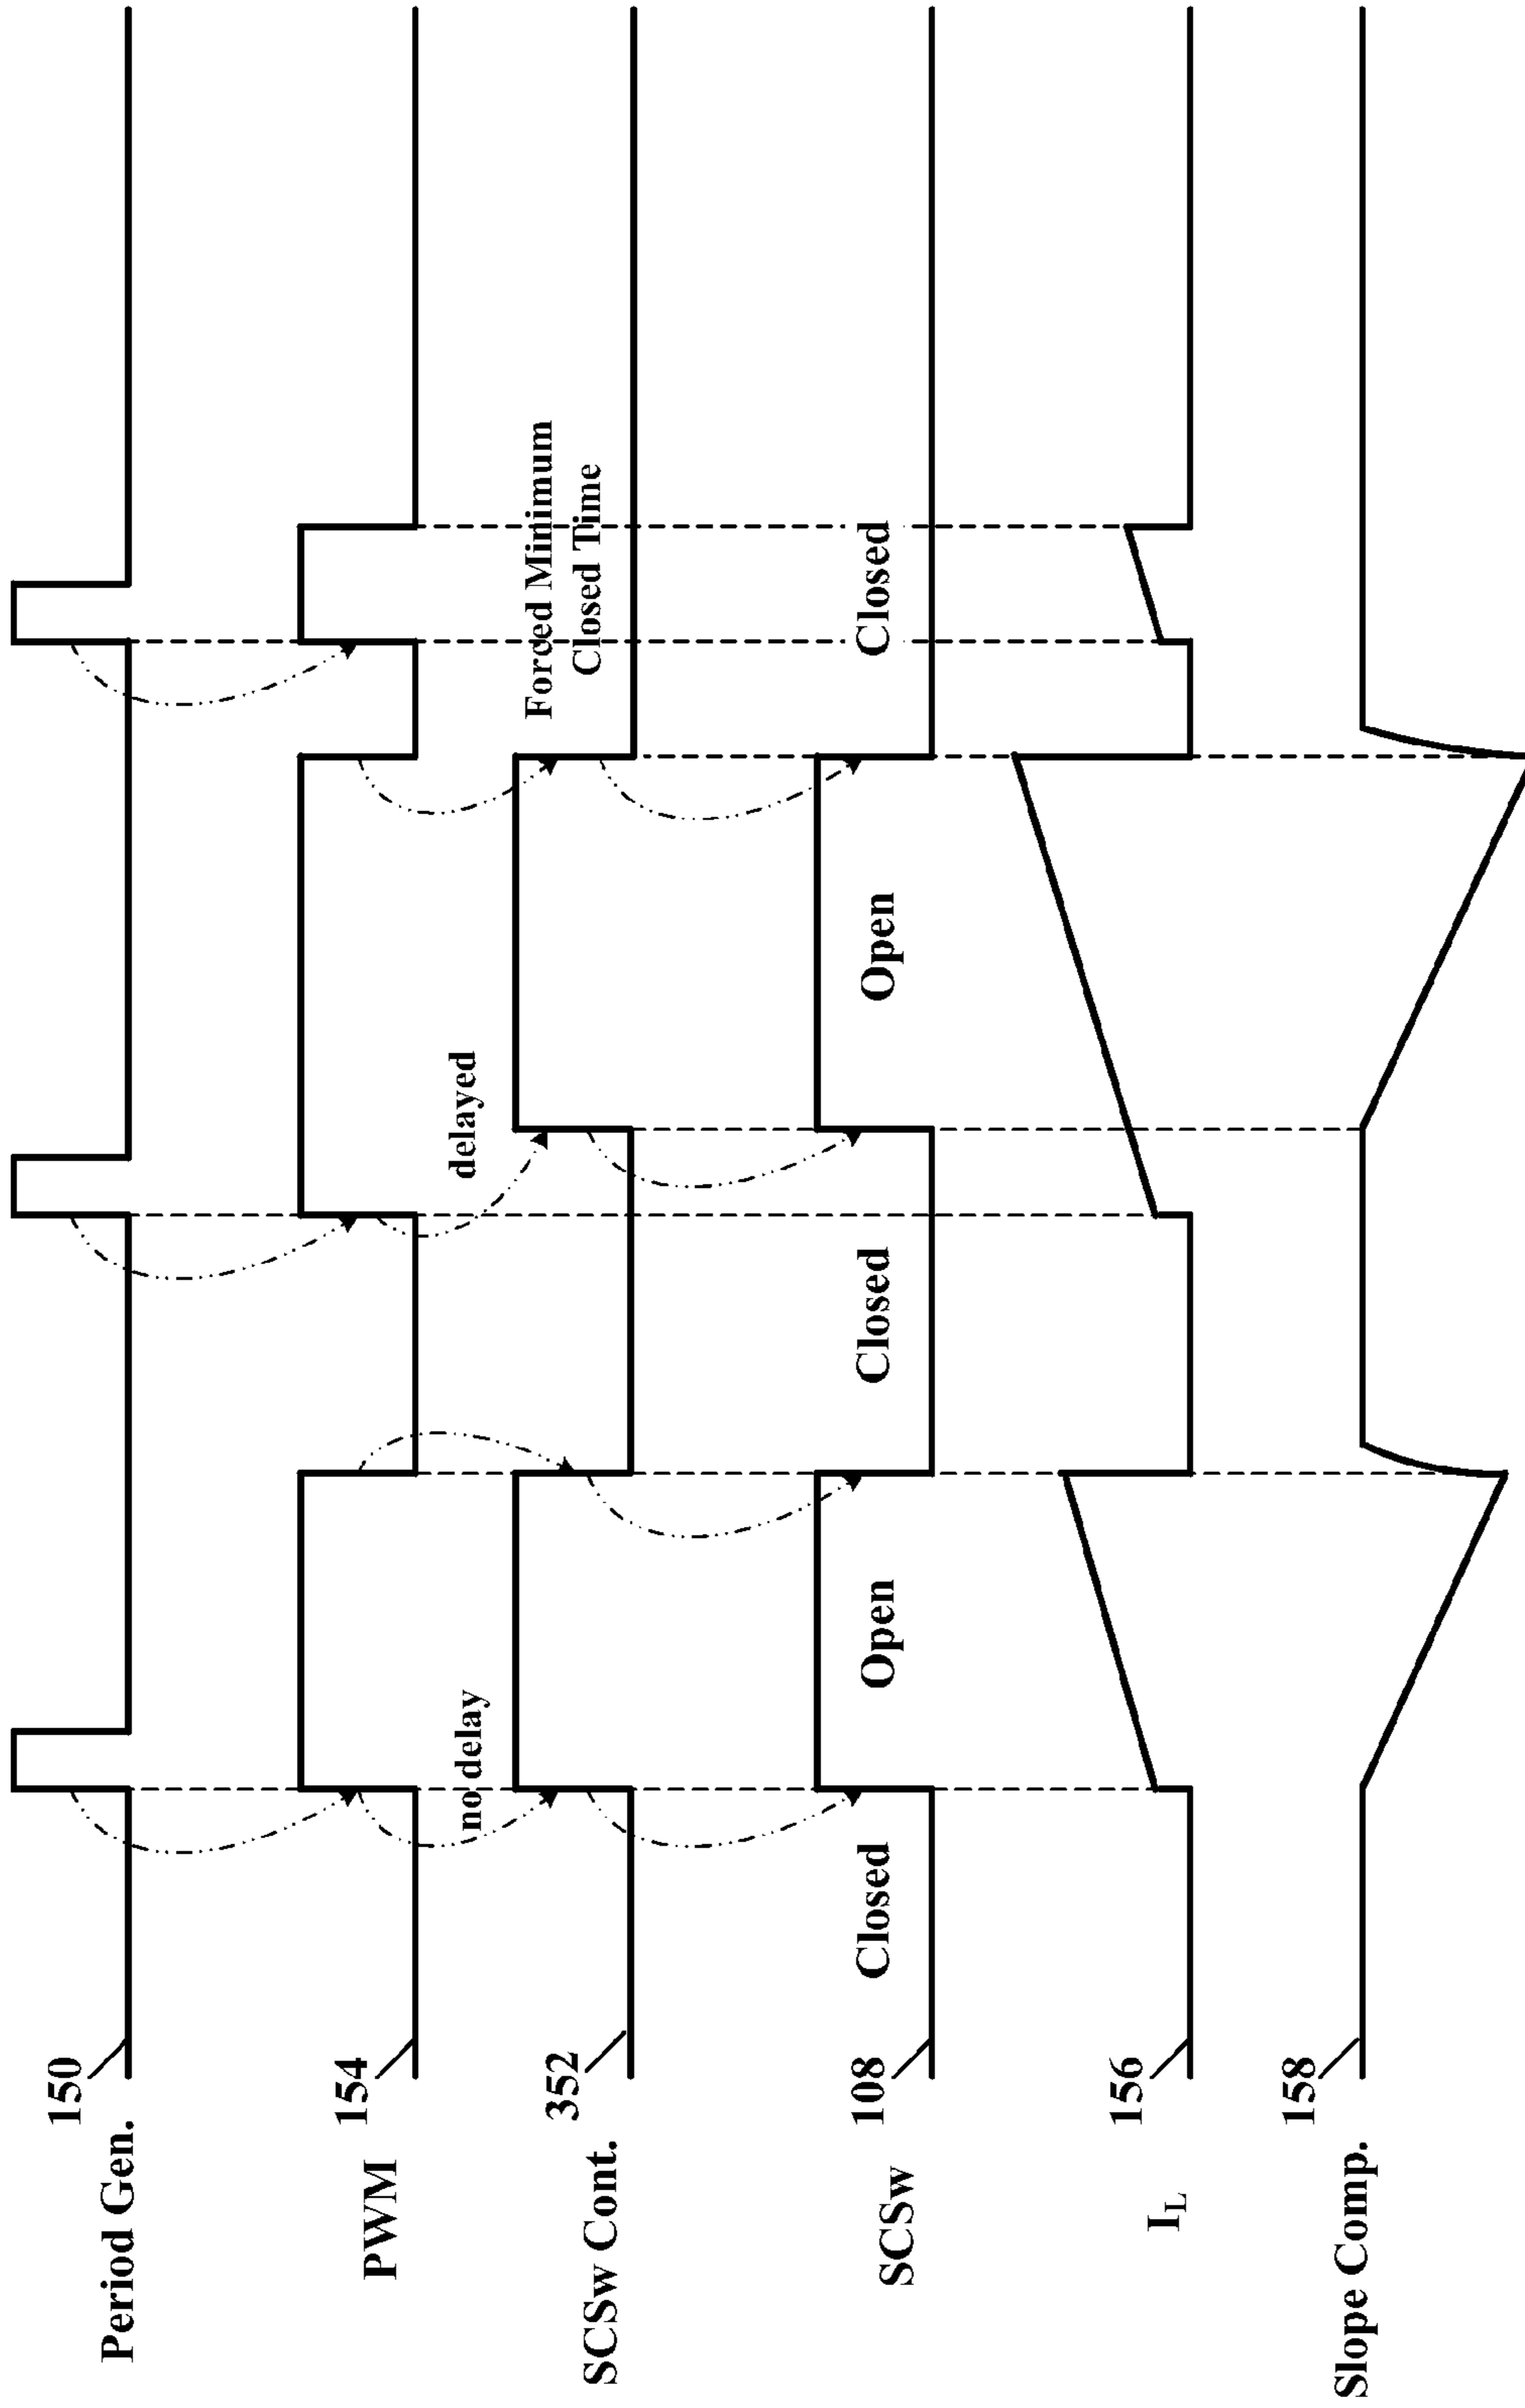 Period Gen.
150
PWM
154
no delay
delayed
SCSw Cont.
352
Forced Minimum
Closed Time
SCSw
108
Closed
Open
Closed
Open
Closed
IL
156
Slope Comp.
158